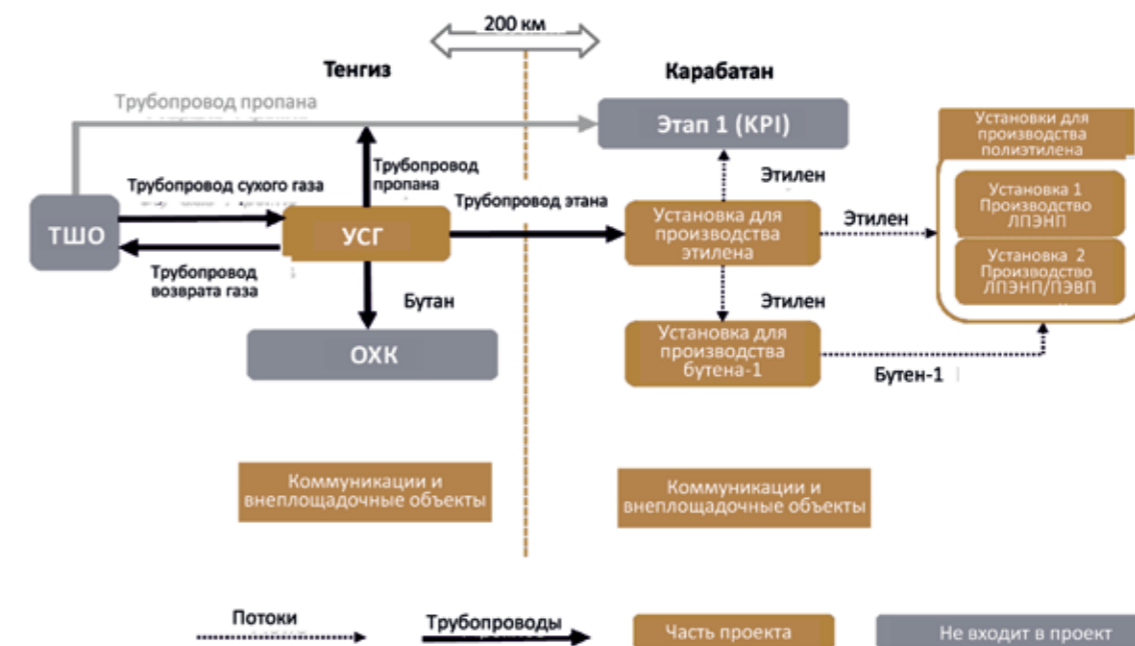 200 км
Тенгиз
Карабатан
Трубопровод пропана
Этап 1 (KPI)
Установки для
производства
полиэтилена
Трубопровод
пропана
Этилен
Трубопровод сухого газа
Трубопровод этана
ТШО
УСГ
Установка для
производства
этилена
Этилен
Установка 1
Производство
ЛПЭНП
Установка 2
Производство
ЛПЭНП/ПЭВП
Трубопровод
возврата газа
Бутан
Этилен
ОХК
Установка для
производства
бутена-1
Бутен-1
Коммуникации и
внеплощадочные объекты
Коммуникации и
внеплощадочные объекты
Потоки
Трубопроводы
Часть проекта
Не входит в проект